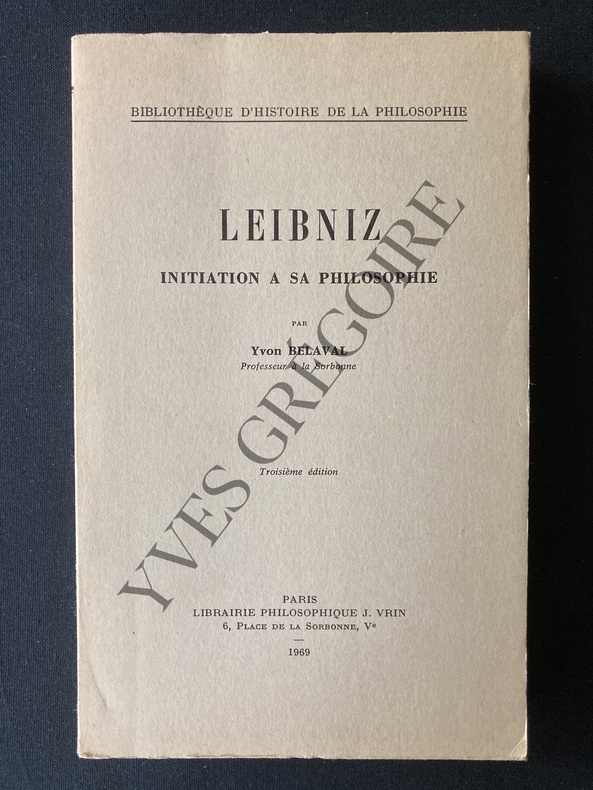 BIBLIOTHÈQUE D'HISTOIRE DE LA PHILOSOPHIE
LEIBNIZ
INITIATION A SA PHILOSOPHIE
PAR
Yvon BELAVAL
Professeur à la Sorbonne
Troisième édition
YVES GRÉGOIRE
PARIS
LIBRAIRIE PHILOSOPHIQUE J. VRIN
6, PLACE DE LA SORBONNE, Vᵉ
1969